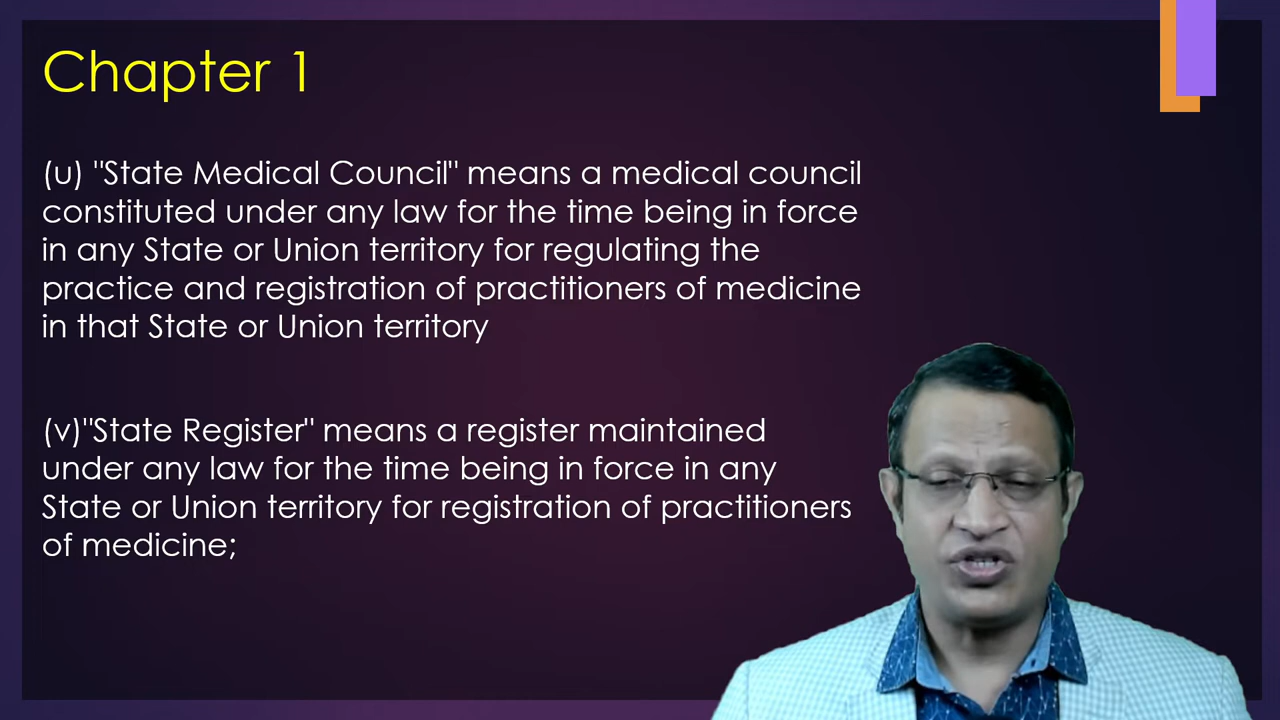 Chapter 1
(u) "State Medical Council" means a medical council
constituted under any law for the time being in force
in any State or Union territory for regulating the
practice and registration of practitioners of medicine
in that State or Union territory
(v)"State Register" means a register maintained
under any law for the time being in force in any
State or Union territory for registration of practitioners
of medicine;